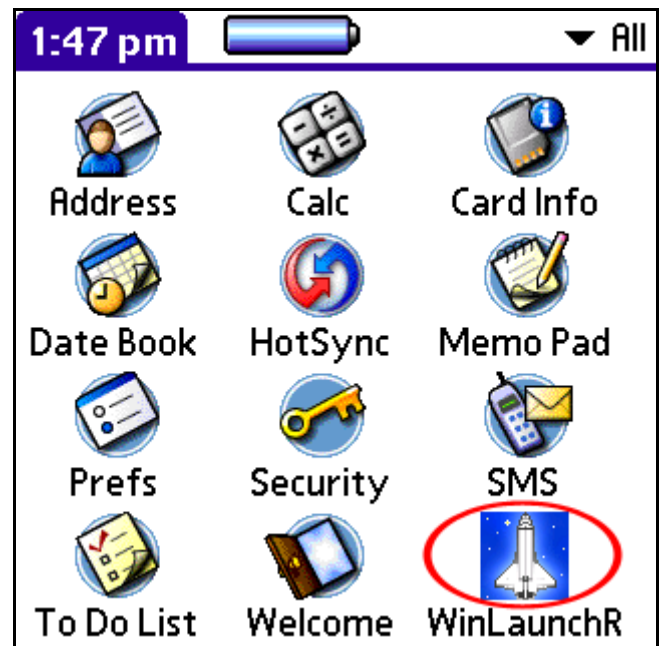 1:47 pm All
Address Calc Card Info
Date Book HotSync Memo Pad
Prefs Security SMS
To Do List Welcome WinLaunchR